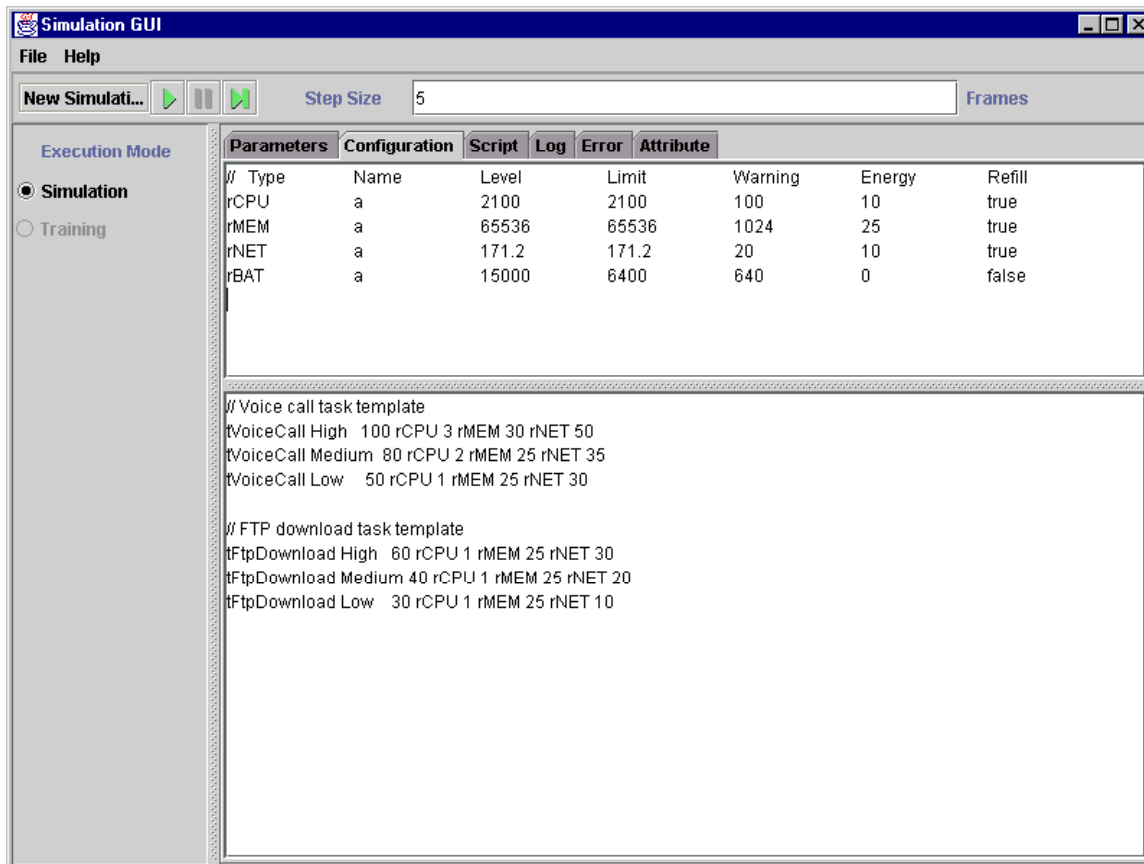 Simulation GUI
File Help
New Simulati... Step Size 5 Frames
Execution Mode
Simulation
Training
Parameters Configuration Script Log Error Attribute
// Type Name Level Limit Warning Energy Refill
rCPU a 2100 2100 100 10 true
rMEM a 65536 65536 1024 25 true
rNET a 171.2 171.2 20 10 true
rBAT a 15000 6400 640 0 false
// Voice call task template
tVoiceCall High 100 rCPU 3 rMEM 30 rNET 50
tVoiceCall Medium 80 rCPU 2 rMEM 25 rNET 35
tVoiceCall Low 50 rCPU 1 rMEM 25 rNET 30
// FTP download task template
tFtpDownload High 60 rCPU 1 rMEM 25 rNET 30
tFtpDownload Medium 40 rCPU 1 rMEM 25 rNET 20
tFtpDownload Low 30 rCPU 1 rMEM 25 rNET 10